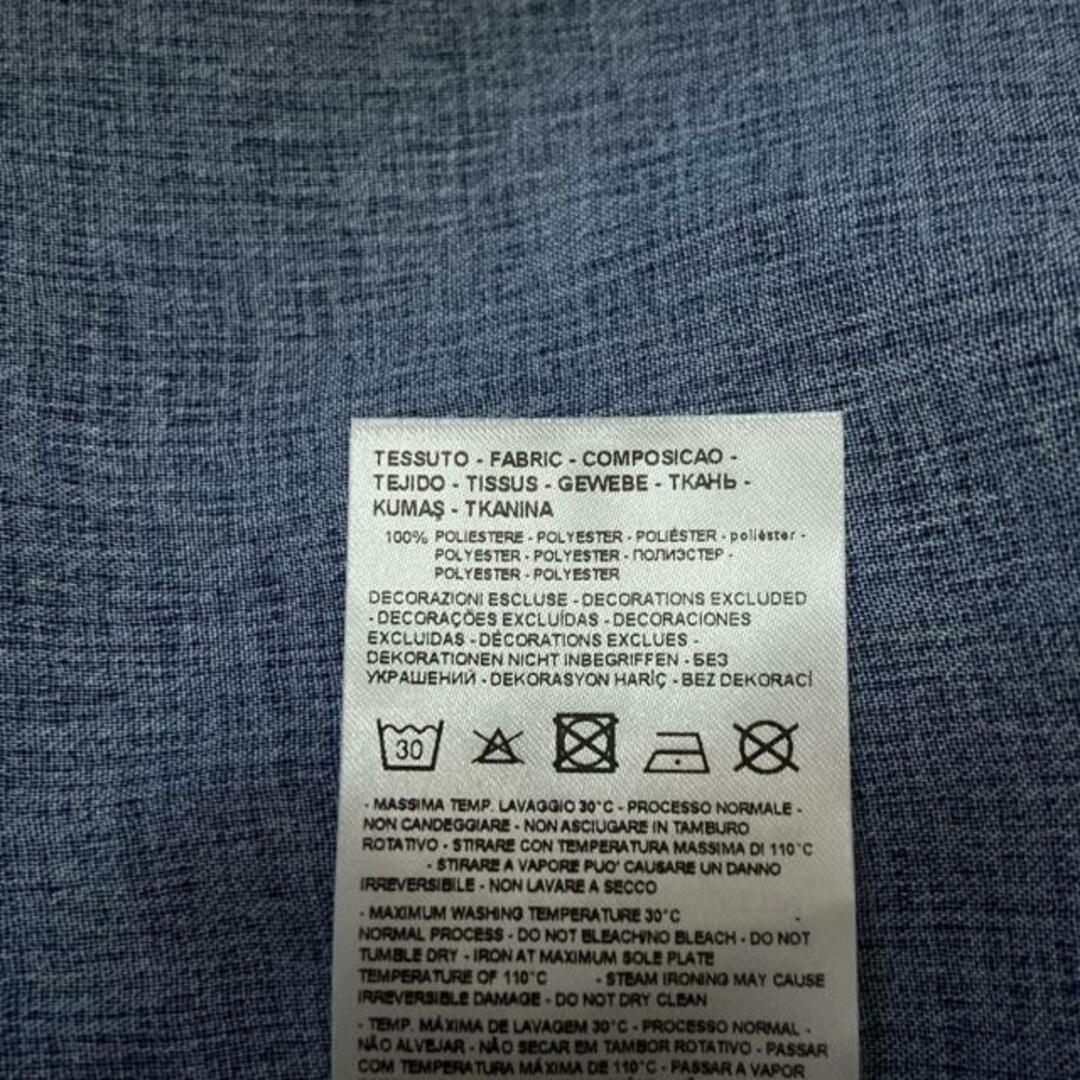 TESSUTO - FABRIC - COMPOSICAO -
TEJIDO - TISSUS - GEWEBE - ТКАНЬ -
KUMAŞ - TKANINA
100% POLIESTERE - POLYESTER - POLIÉSTER - poliéster -
POLYESTER - POLYESTER - ПОЛИЭСТЕР -
POLYESTER - POLYESTER
DECORAZIONI ESCLUSE - DECORATIONS EXCLUDED
- DECORAÇÕES EXCLUÍDAS - DECORACIONES
EXCLUIDAS - DÉCORATIONS EXCLUES -
DEKORATIONEN NICHT INBEGRIFFEN - БЕЗ
УКРАШЕНИЙ - DEKORASYON HARİÇ - BEZ DEKORACİ
30
- MASSIMA TEMP. LAVAGGIO 30°C - PROCESSO NORMALE -
NON CANDEGGIARE - NON ASCIUGARE IN TAMBURO
ROTATIVO - STIRARE CON TEMPERATURA MASSIMA DI 110°C
- STIRARE A VAPORE PUO' CAUSARE UN DANNO
IRREVERSIBILE - NON LAVARE A SECCO
- MAXIMUM WASHING TEMPERATURE 30°C -
NORMAL PROCESS - DO NOT BLEACH/NO BLEACH - DO NOT
TUMBLE DRY - IRON AT MAXIMUM SOLE PLATE
TEMPERATURE OF 110°C - STEAM IRONING MAY CAUSE
IRREVERSIBLE DAMAGE - DO NOT DRY CLEAN
- TEMP. MÁXIMA DE LAVAGEM 30°C - PROCESSO NORMAL -
NÃO ALVEJAR - NÃO SECAR EM TAMBOR ROTATIVO - PASSAR
COM TEMPERATURA MÁXIMA DE 110°C - PASSAR A VAPOR